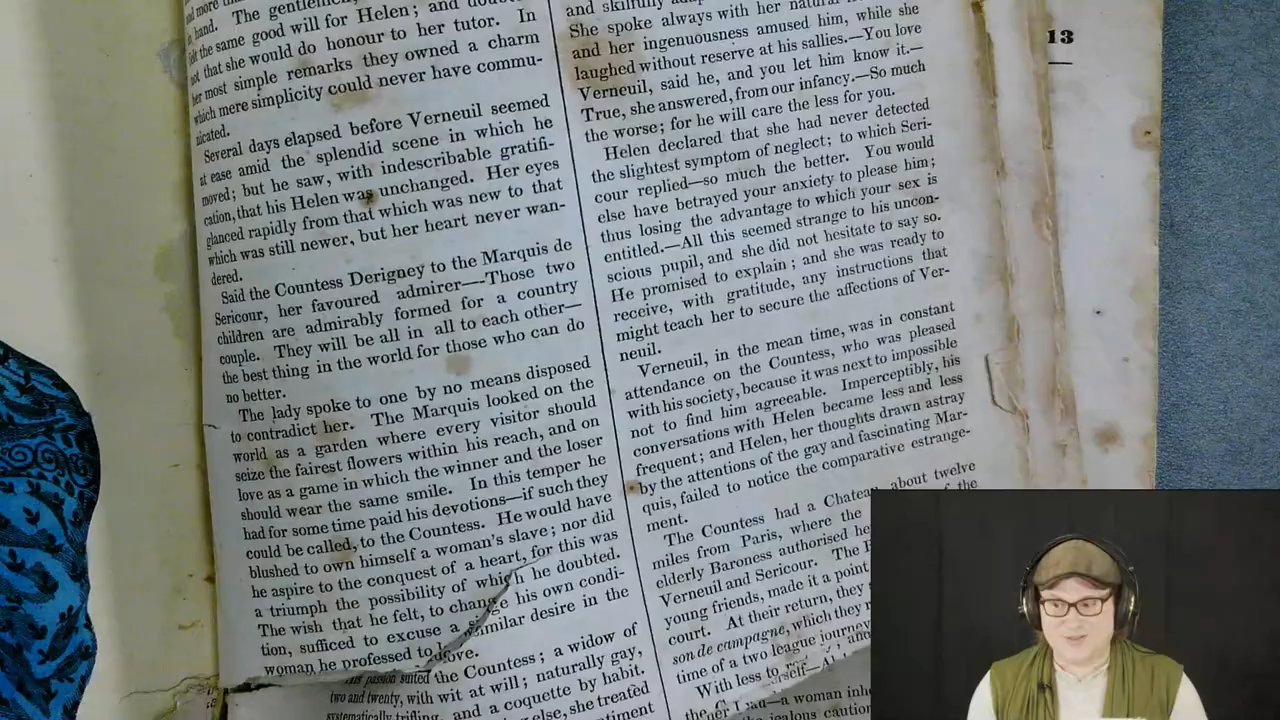 hand. The gentlemen,
felt the same good will for Helen; and
not that she would do honour to her tutor. In
her most simple remarks they owned a charm
which mere simplicity could never have commu-
nicated.
Several days elapsed before Verneuil seemed
at ease amid the splendid scene in which he
moved; but he saw, with indescribable gratifi-
cation, that his Helen was unchanged. Her eyes
glanced rapidly from that which was new to that
which was still newer, but her heart never wan-
dered.
Said the Countess Derigney to the Marquis de
Sericour, her favoured admirer—Those two
children are admirably formed for a country
couple. They will be all in all to each other—
the best thing in the world for those who can do
no better.
The lady spoke to one by no means disposed
to contradict her. The Marquis looked on the
world as a garden where every visitor should
seize the fairest flowers within his reach, and on
love as a game in which the winner and the loser
should wear the same smile. In this temper he
had for some time paid his devotions—if such they
could be called, to the Countess. He would have
blushed to own himself a woman's slave; nor did
he aspire to the conquest of a heart, for this was
a triumph the possibility of which he doubted.
The wish that he felt, to change his own condi-
tion, sufficed to excuse a similar desire in the
woman he professed to love.
His passion suited the Countess; a widow of
two and twenty, with wit at will; naturally gay,
systematically trifling, and a coquette by habit.
else, she treated
and skilfully
She spoke always with her natural
and her ingenuousness amused him, while she
laughed without reserve at his sallies.—You love
Verneuil, said he, and you let him know it.—
True, she answered, from our infancy.—So much
the worse; for he will care the less for you.
Helen declared that she had never detected
the slightest symptom of neglect; to which Seri-
cour replied—so much the better. You would
else have betrayed your anxiety to please him;
thus losing the advantage to which your sex is
entitled.—All this seemed strange to his uncon-
scious pupil, and she did not hesitate to say so.
He promised to explain; and she was ready to
receive, with gratitude, any instructions that
might teach her to secure the affections of Ver-
neuil.
Verneuil, in the mean time, was in constant
attendance on the Countess, who was pleased
with his society, because it was next to impossible
not to find him agreeable. Imperceptibly, his
conversations with Helen became less and less
frequent; and Helen, her thoughts drawn astray
by the attentions of the gay and fascinating Mar-
quis, failed to notice the comparative estrange-
ment.
The Countess had a Chateau about twelve
miles from Paris, where the of the
elderly Baroness authorised
Verneuil and Sericour. The
young friends, made it a point
court. At their return, they
son de campagne, which they
time of a two league journey
With less
a woman
jealous
13